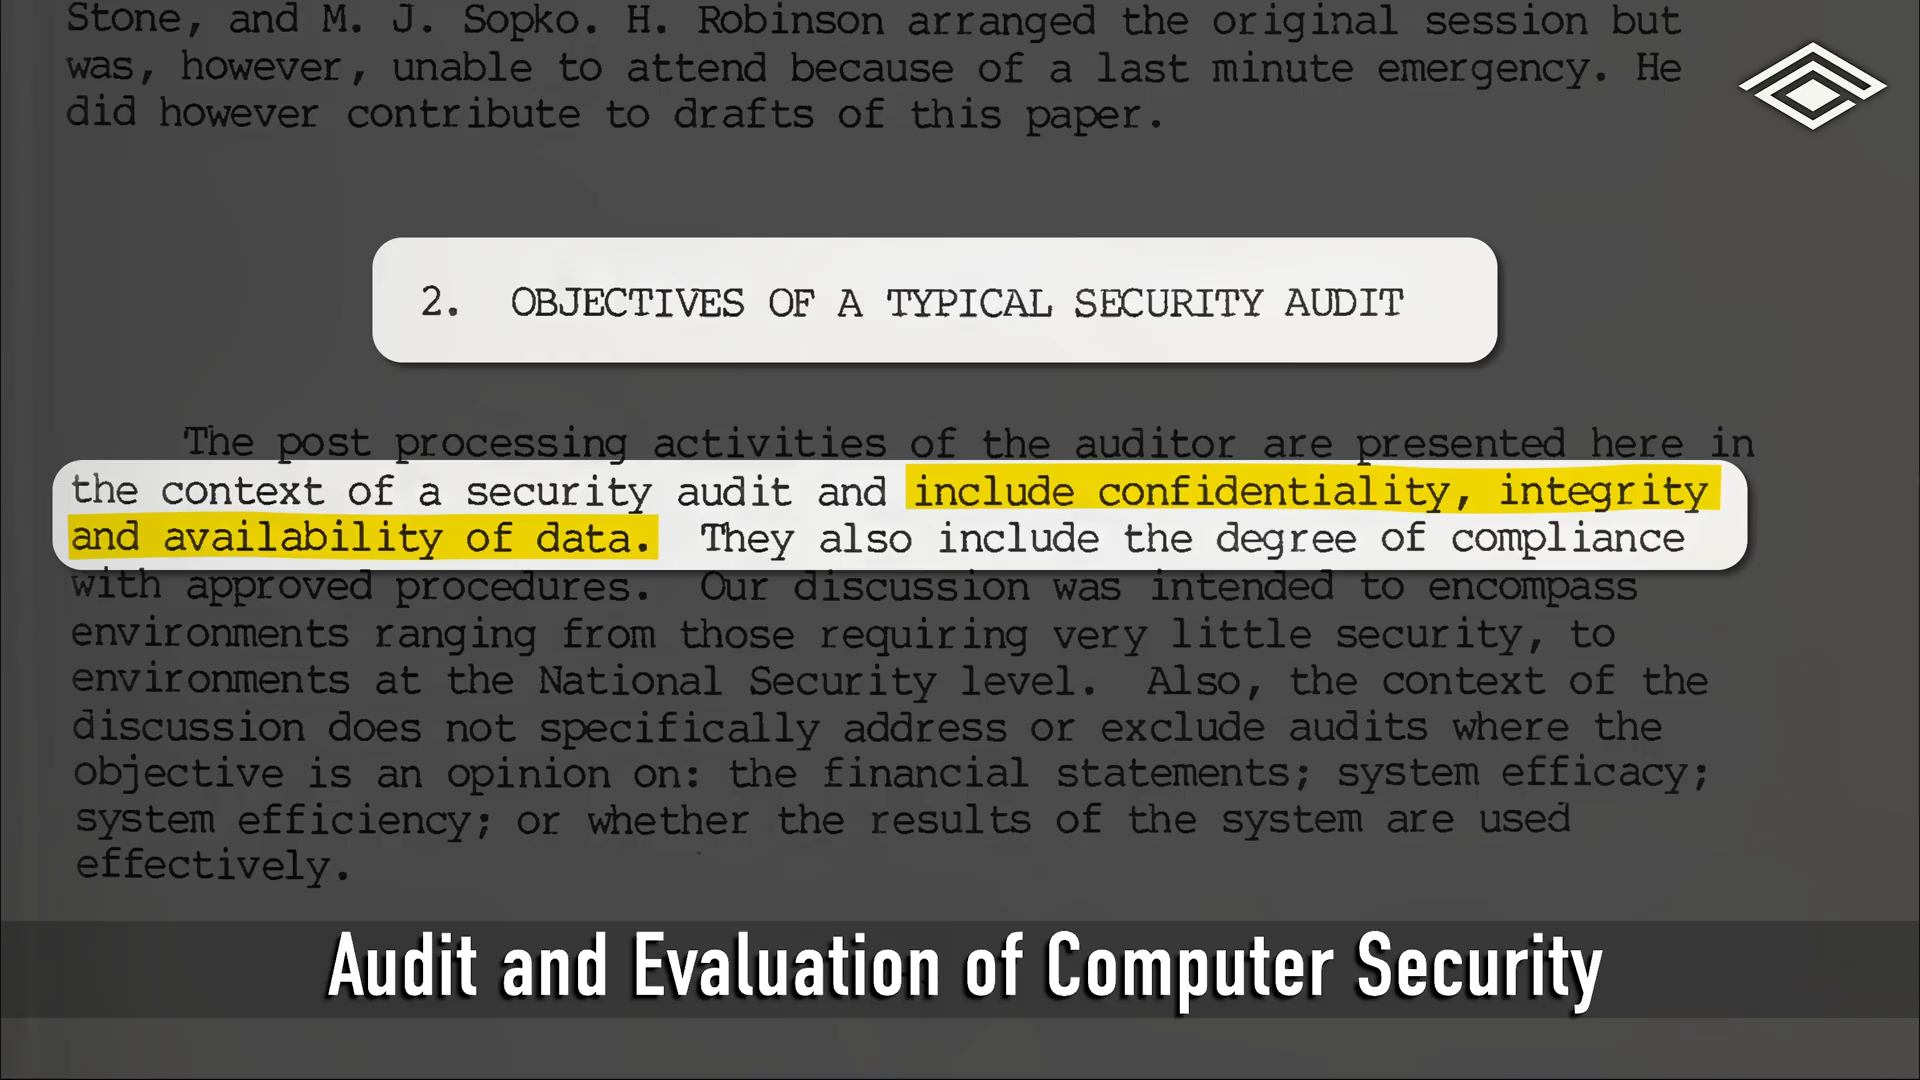 Stone, and M. J. Sopko. H. Robinson arranged the original session but
was, however, unable to attend because of a last minute emergency. He
did however contribute to drafts of this paper.
2. OBJECTIVES OF A TYPICAL SECURITY AUDIT
The post processing activities of the auditor are presented here in
the context of a security audit and include confidentiality, integrity
and availability of data. They also include the degree of compliance
with approved procedures. Our discussion was intended to encompass
environments ranging from those requiring very little security, to
environments at the National Security level. Also, the context of the
discussion does not specifically address or exclude audits where the
objective is an opinion on: the financial statements; system efficacy;
system efficiency; or whether the results of the system are used
effectively.
Audit and Evaluation of Computer Security